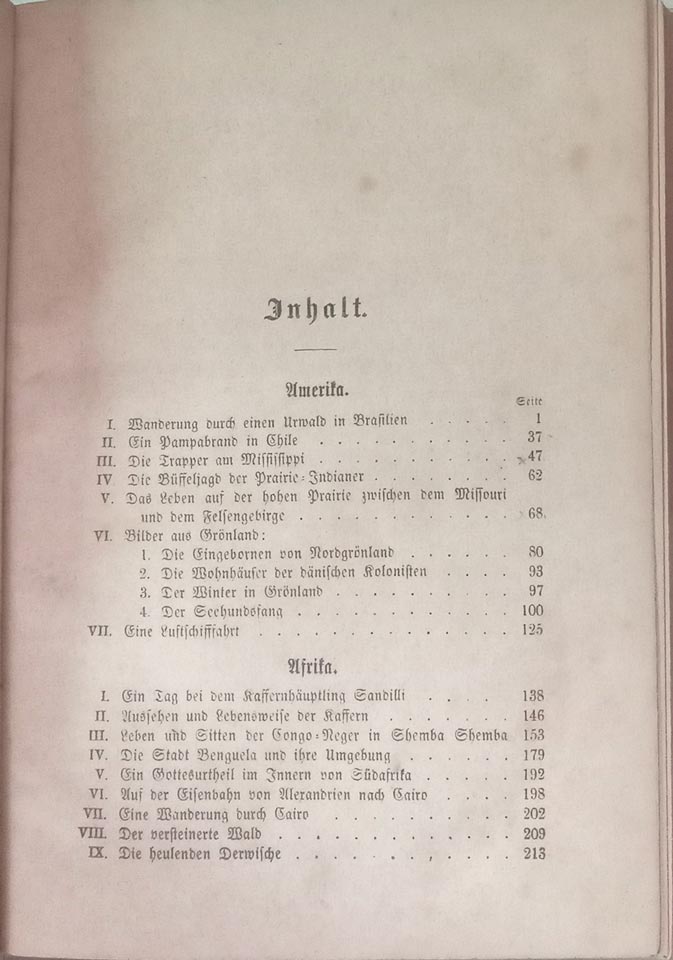 Inhalt.
Amerika.
Seite
I. Wanderung durch einen Urwald in Brasilien . . . . . 1
II. Ein Pampabrand in Chile . . . . . . . . . . 37
III. Die Trapper am Mississippi . . . . . . . . . . 47
IV. Die Büffeljagd der Prairie-Indianer . . . . . . . 62
V. Das Leben auf der hohen Prairie zwischen dem Missouri
und dem Felsengebirge . . . . . . . . . . . 68
VI. Bilder aus Grönland:
1. Die Eingebornen von Nordgrönland . . . . . . 80
2. Die Wohnhäuser der dänischen Kolonisten . . . . 93
3. Der Winter in Grönland . . . . . . . . . 97
4. Der Seehundsfang . . . . . . . . . . . 100
VII. Eine Luftschifffahrt . . . . . . . . . . . . . 125
Afrika.
I. Ein Tag bei dem Kaffernhäuptling Sandilli . . . . 138
II. Aussehen und Lebensweise der Kaffern . . . . . . 146
III. Leben und Sitten der Congo-Neger in Shemba Shemba 153
IV. Die Stadt Benguela und ihre Umgebung . . . . . 179
V. Ein Gottesurtheil im Innern von Südafrika . . . . . 192
VI. Auf der Eisenbahn von Alexandrien nach Cairo . . . . 198
VII. Eine Wanderung durch Cairo . . . . . . . . . 202
VIII. Der versteinerte Wald . . . . . . . . . . . . 209
IX. Die heulenden Derwische . . . . . . . . . . . 213